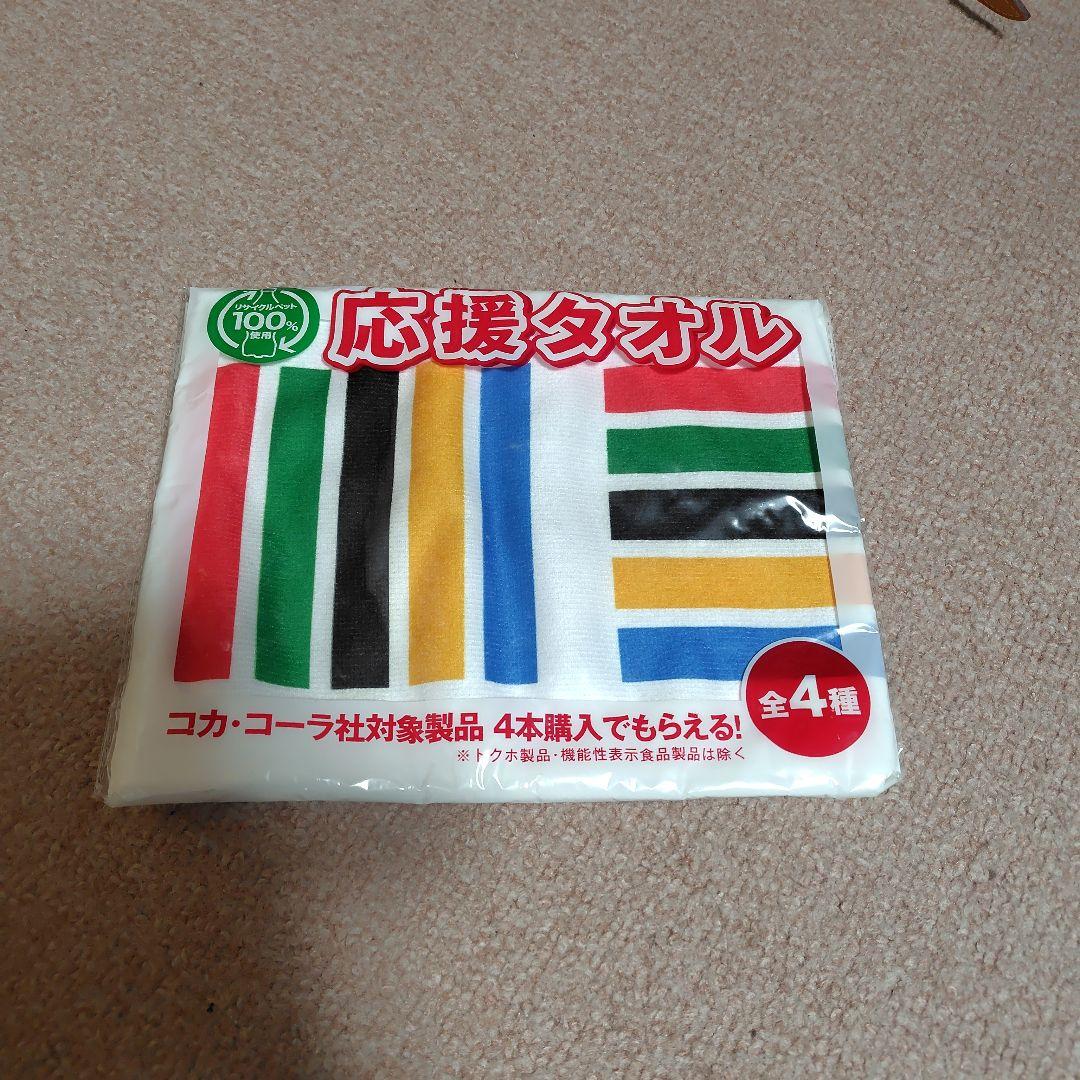 リサイクルペット
100%
使用
応援タオル
全4種
コカ・コーラ社対象製品 4本購入でもらえる!
※トクホ製品・機能性表示食品製品は除く